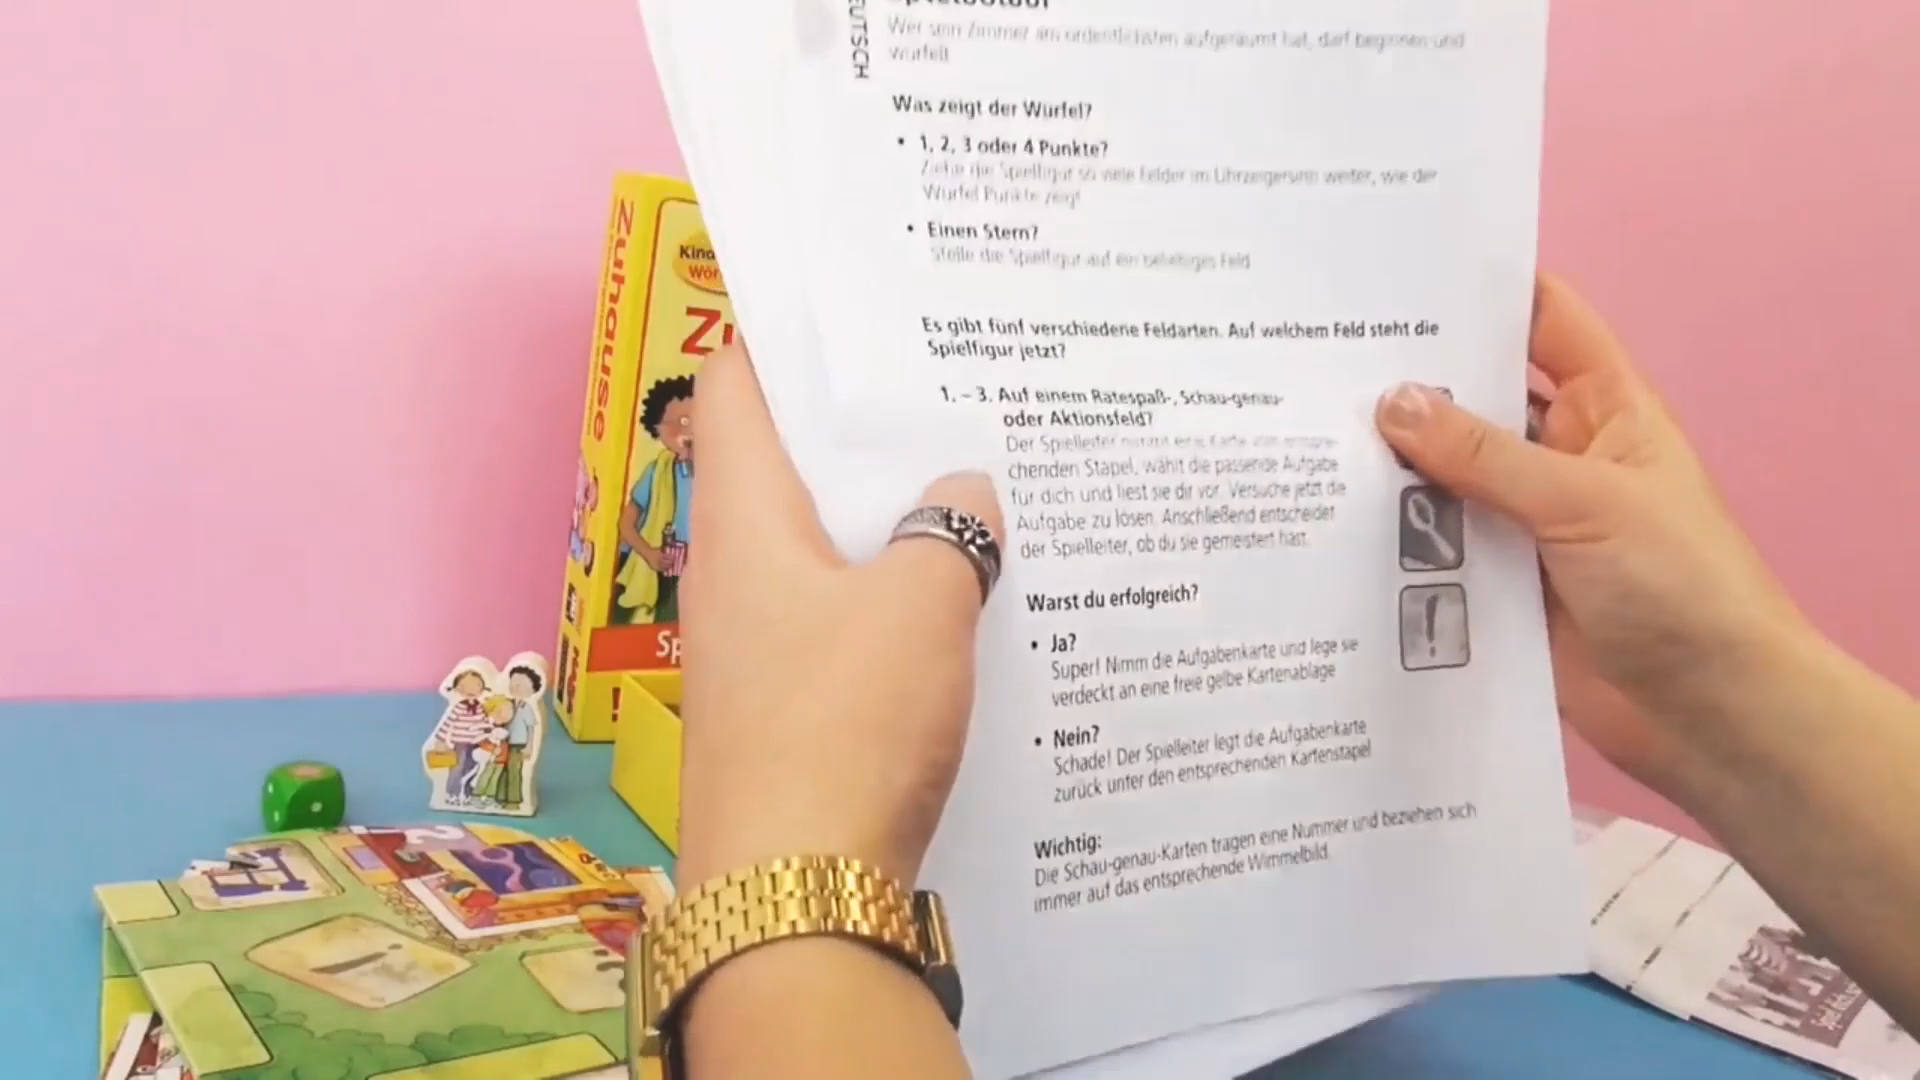 DEUTSCH
Wer sein Zimmer am ordentlichsten aufgeräumt hat, darf beginnen und
würfelt
Was zeigt der Würfel?
• 1, 2, 3 oder 4 Punkte?
Ziehe die Spielfigur so viele Felder im Uhrzeigersinn weiter, wie der
Würfel Punkte zeigt
• Einen Stern?
Stelle die Spielfigur auf ein beliebiges Feld
Es gibt fünf verschiedene Feldarten. Auf welchem Feld steht die
Spielfigur jetzt?
1. – 3. Auf einem Ratespaß-, Schau-genau-
oder Aktionsfeld?
Der Spielleiter nimmt eine Karte vom entspre-
chenden Stapel, wählt die passende Aufgabe
für dich und liest sie dir vor. Versuche jetzt die
Aufgabe zu lösen. Anschließend entscheidet
der Spielleiter, ob du sie gemeistert hast.
Warst du erfolgreich?
• Ja?
Super! Nimm die Aufgabenkarte und lege sie
verdeckt an eine freie gelbe Kartenablage
• Nein?
Schade! Der Spielleiter legt die Aufgabenkarte
zurück unter den entsprechenden Kartenstapel
Wichtig:
Die Schau-genau-Karten tragen eine Nummer und beziehen sich
immer auf das entsprechende Wimmelbild.
Zuhause
Kind
Wör
Zu
Sp